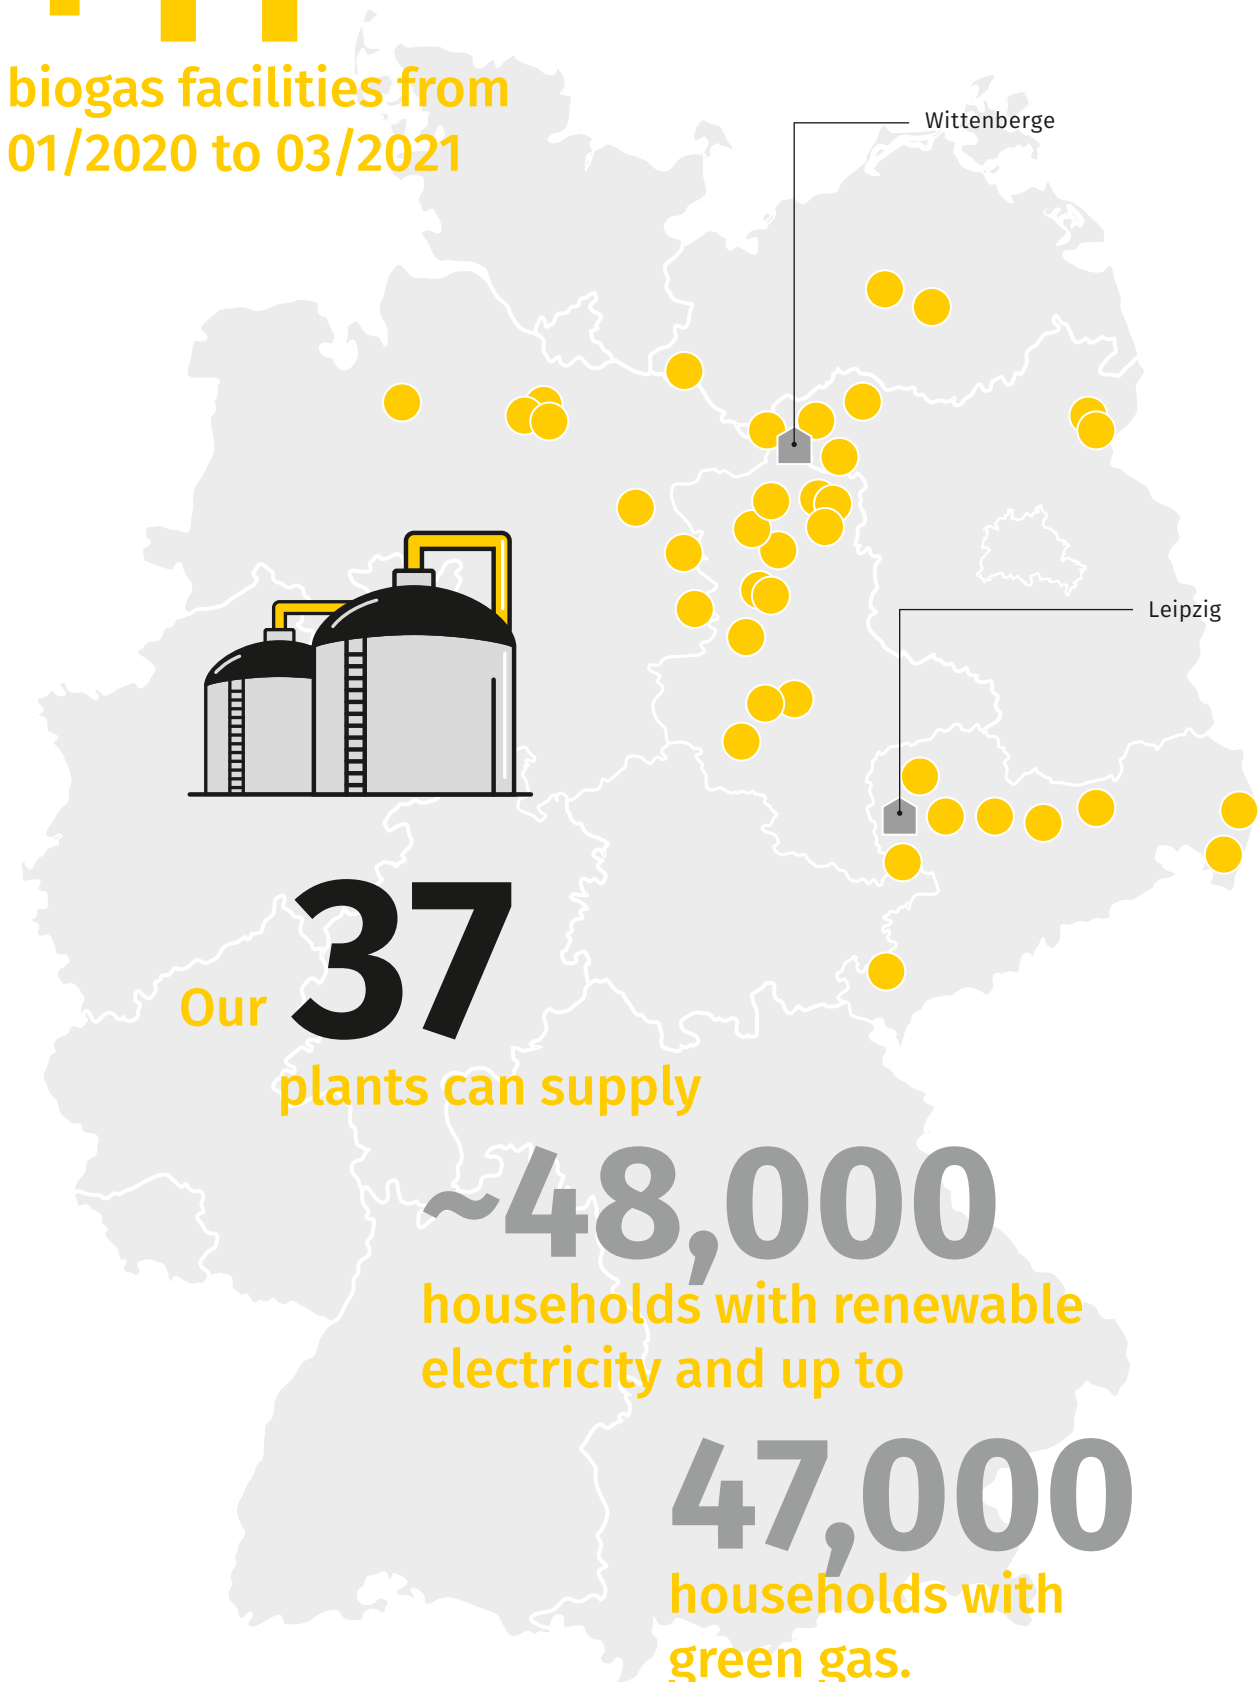 biogas facilities from
01/2020 to 03/2021
Wittenberge
Leipzig
Our 37
plants can supply
~48,000
households with renewable
electricity and up to
47,000
households with
green gas.